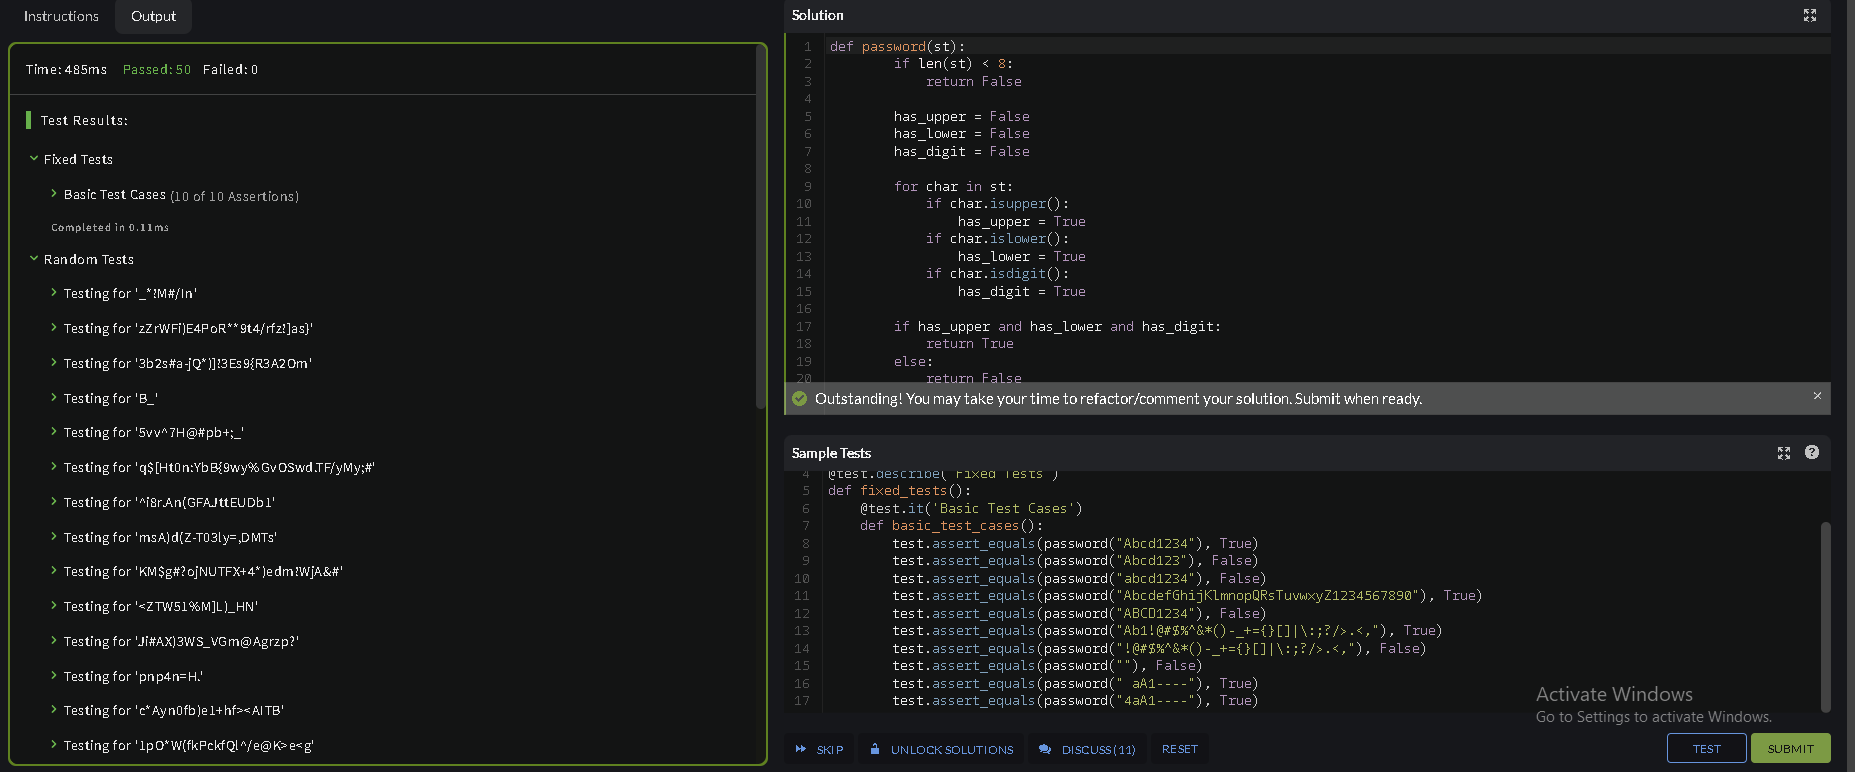 Instructions
Output
Time: 485ms Passed: 50 Failed: 0
Test Results:
Fixed Tests
Basic Test Cases (10 of 10 Assertions)
Completed in 0.11ms
Random Tests
Testing for '_*!M#/In'
Testing for 'zZrWFi)E4PoR**9t4/rfz!]as}'
Testing for '3b2s#a-jQ*)]!3Es9{R3A2Om'
Testing for 'B_'
Testing for '5vv^7H@#pb+;_'
Testing for 'q$[Ht0n:YbB{9wy%GvOSwd.TF/yMy;#'
Testing for '^i8r.An(GFAJttEUDb1'
Testing for 'msA)d(Z-T03ly=,DMTs'
Testing for 'KM$g#?ojNUTFX+4*)edm!WjA&#'
Testing for '<ZTW51%M]L)_HN'
Testing for 'Ji#AX)3WS_VGm@Agrzp?'
Testing for 'pnp4n=H.'
Testing for 'c*Ayn0fb)e1+hf><AITB'
Testing for '1pO*W(fkPckfQl^/e@K>e<g'
Solution
1 def password(st):
2 if len(st) < 8:
3 return False
4
5 has_upper = False
6 has_lower = False
7 has_digit = False
8
9 for char in st:
10 if char.isupper():
11 has_upper = True
12 if char.islower():
13 has_lower = True
14 if char.isdigit():
15 has_digit = True
16
17 if has_upper and has_lower and has_digit:
18 return True
19 else:
20 return False
Outstanding! You may take your time to refactor/comment your solution. Submit when ready.
Sample Tests
4 @test.describe('Fixed Tests')
5 def fixed_tests():
6 @test.it('Basic Test Cases')
7 def basic_test_cases():
8 test.assert_equals(password("Abcd1234"), True)
9 test.assert_equals(password("Abcd123"), False)
10 test.assert_equals(password("abcd1234"), False)
11 test.assert_equals(password("AbcdefGhijKlmnopQRsTuvwxyZ1234567890"), True)
12 test.assert_equals(password("ABCD1234"), False)
13 test.assert_equals(password("Ab1!@#$%^&*()-_+={}[]|\:;?/>.<,"), True)
14 test.assert_equals(password("!@#$%^&*()-_+={}[]|\:;?/>.<,"), False)
15 test.assert_equals(password(""), False)
16 test.assert_equals(password(" aA1----"), True)
17 test.assert_equals(password("4aA1----"), True)
Activate Windows
Go to Settings to activate Windows.
SKIP
UNLOCK SOLUTIONS
DISCUSS (11)
RESET
TEST
SUBMIT